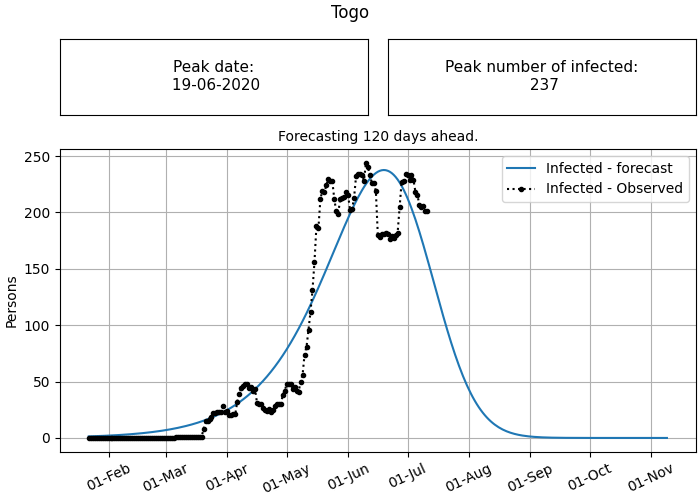 Togo
Peak date:
19-06-2020
Peak number of infected:
237
Forecasting 120 days ahead.
Infected - forecast
Infected - Observed
Persons
250
200
150
100
50
0
01-Feb
01-Mar
01-Apr
01-May
01-Jun
01-Jul
01-Aug
01-Sep
01-Oct
01-Nov